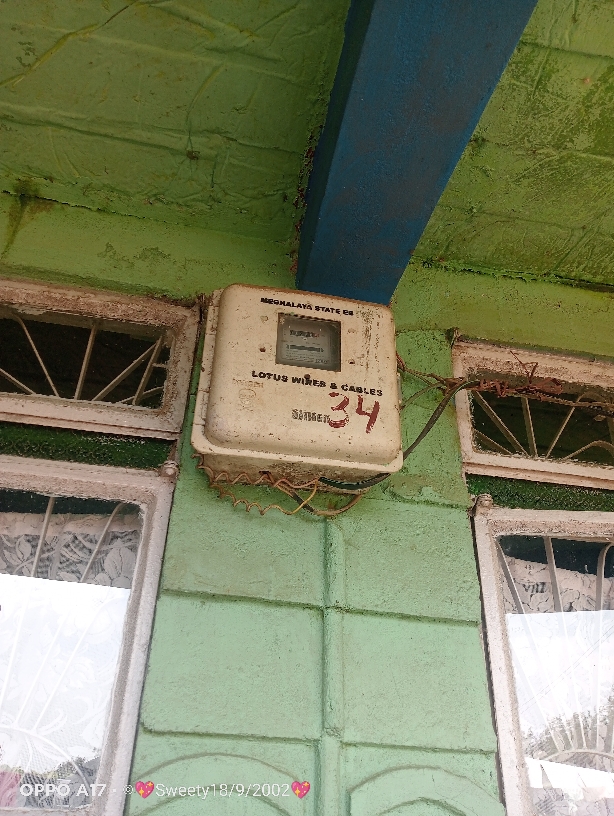 MEGHALAYA STATE EB
LOTUS WIRES & CABLES
34
OPPO A17 · 💖Sweety18/9/2002💖